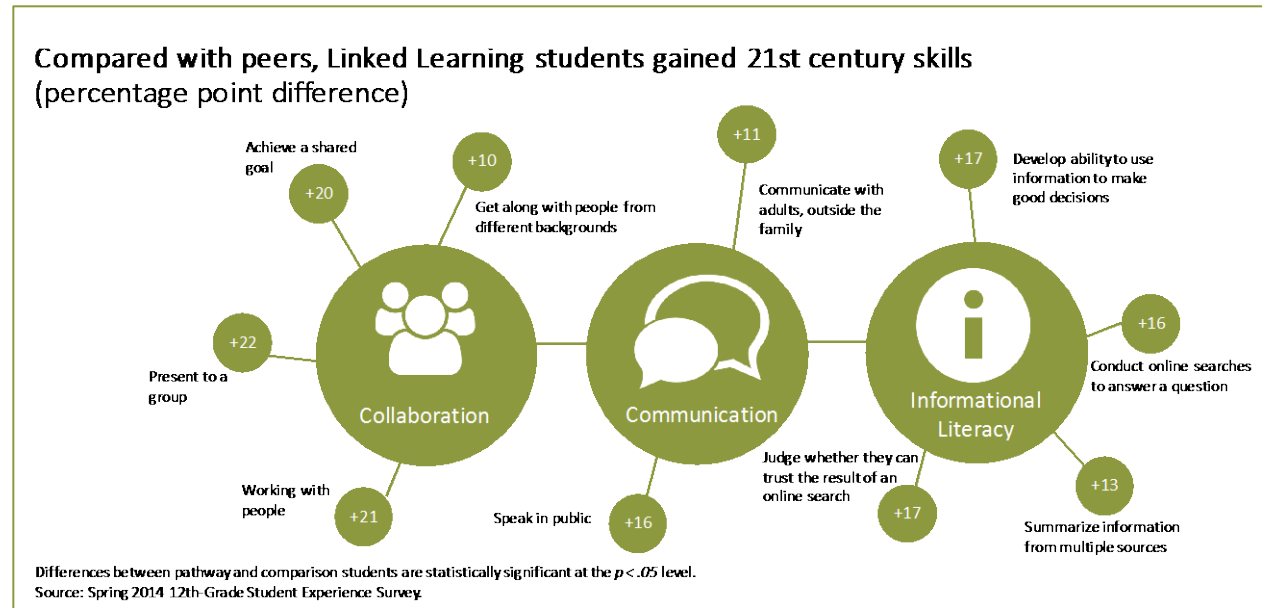 Compared with peers, Linked Learning students gained 21st century skills
(percentage point difference)
Achieve a shared
goal
+20
+10
Get along with people from
different backgrounds
+22
Present to a
group
Working with
people
+21
Collaboration
+11
Communicate with
adults, outside the
family
Communication
Speak in public
+16
+17
Develop ability to use
information to make
good decisions
+16
Conduct online searches
to answer a question
Informational
Literacy
Judge whether they can
trust the result of an
online search
+17
+13
Summarize information
from multiple sources
Differences between pathway and comparison students are statistically significant at the p < .05 level.
Source: Spring 2014 12th-Grade Student Experience Survey.